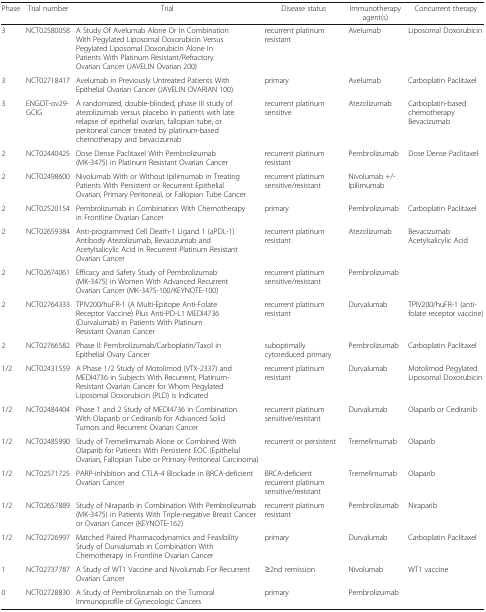 Phase Trial number Trial Disease status Immunotherapy agent(s) Concurrent therapy
3 NCT02580058 A Study Of Avelumab Alone Or In Combination recurrent platinum Avelumab Liposomal Doxorubicin
With Pegylated Liposomal Doxorubicin Versus resistant
Pegylated Liposomal Doxorubicin Alone In
Patients With Platinum Resistant/Refractory
Ovarian Cancer (JAVELIN Ovarian 200)
3 NCT02718417 Avelumab in Previously Untreated Patients With primary Avelumab Carboplatin Paclitaxel
Epithelial Ovarian Cancer (JAVELIN OVARIAN 100)
3 ENGOT-ov29- A randomized, double-blinded, phase III study of recurrent platinum Atezolizumab Carboplatin-based
GCIG atezolizumab versus placebo in patients with late sensitive chemotherapy
relapse of epithelial ovarian, fallopian tube, or Bevacizumab
peritoneal cancer treated by platinum-based
chemotherapy and bevacizumab
2 NCT02440425 Dose Dense Paclitaxel With Pembrolizumab recurrent platinum Pembrolizumab Dose Dense Paclitaxel
(MK-3475) in Platinum Resistant Ovarian Cancer resistant
2 NCT02498600 Nivolumab With or Without Ipilimumab in Treating recurrent platinum Nivolumab +/-
Patients With Persistent or Recurrent Epithelial sensitive/resistant Ipilimumab
Ovarian, Primary Peritoneal, or Fallopian Tube Cancer
2 NCT02520154 Pembrolizumab in Combination With Chemotherapy primary Pembrolizumab Carboplatin Paclitaxel
in Frontline Ovarian Cancer
2 NCT02659384 Anti-programmed Cell Death-1 Ligand 1 (aPDL-1) recurrent platinum Atezolizumab Bevacizumab
Antibody Atezolizumab, Bevacizumab and resistant Acetylsalicylic Acid
Acetylsalicylic Acid in Recurrent Platinum Resistant
Ovarian Cancer
2 NCT02674061 Efficacy and Safety Study of Pembrolizumab recurrent platinum Pembrolizumab
(MK-3475) in Women With Advanced Recurrent sensitive/resistant
Ovarian Cancer (MK-3475-100/KEYNOTE-100)
2 NCT02764333 TPIV200/huFR-1 (A Multi-Epitope Anti-Folate recurrent platinum Durvalumab TPIV200/huFR-1 (anti-
Receptor Vaccine) Plus Anti-PD-L1 MEDI4736 resistant folate receptor vaccine)
(Durvalumab) in Patients With Platinum
Resistant Ovarian Cancer
2 NCT02766582 Phase II: Pembrolizumab/Carboplatin/Taxol in suboptimally Pembrolizumab Carboplatin Paclitaxel
Epithelial Ovary Cancer cytoreduced primary
1/2 NCT02431559 A Phase 1/2 Study of Motolimod (VTX-2337) and recurrent platinum Durvalumab Motolimod Pegylated
MEDI4736 in Subjects With Recurrent, Platinum- resistant Liposomal Doxorubicin
Resistant Ovarian Cancer for Whom Pegylated
Liposomal Doxorubicin (PLD) is Indicated
1/2 NCT02484404 Phase 1 and 2 Study of MEDI4736 in Combination recurrent platinum Durvalumab Olaparib or Cediranib
With Olaparib or Cediranib for Advanced Solid sensitive/resistant
Tumors and Recurrent Ovarian Cancer
1/2 NCT02485990 Study of Tremelimumab Alone or Combined With recurrent or persistent Tremelimumab Olaparib
Olaparib for Patients With Persistent EOC (Epithelial
Ovarian, Fallopian Tube or Primary Peritoneal Carcinoma)
1/2 NCT02571725 PARP-inhibition and CTLA-4 Blockade in BRCA-deficient BRCA-deficient Tremelimumab Olaparib
Ovarian Cancer recurrent platinum
sensitive/resistant
1/2 NCT02657889 Study of Niraparib in Combination With Pembrolizumab recurrent platinum Pembrolizumab Niraparib
(MK-3475) in Patients With Triple-negative Breast Cancer resistant
or Ovarian Cancer (KEYNOTE-162)
1/2 NCT02726997 Matched Paired Pharmacodynamics and Feasibility primary Durvalumab Carboplatin Paclitaxel
Study of Durvalumab in Combination With
Chemotherapy in Frontline Ovarian Cancer
1 NCT02737787 A Study of WT1 Vaccine and Nivolumab For Recurrent ≥2nd remission Nivolumab WT1 vaccine
Ovarian Cancer
0 NCT02728830 A Study of Pembrolizumab on the Tumoral primary Pembrolizumab
Immunoprofile of Gynecologic Cancers